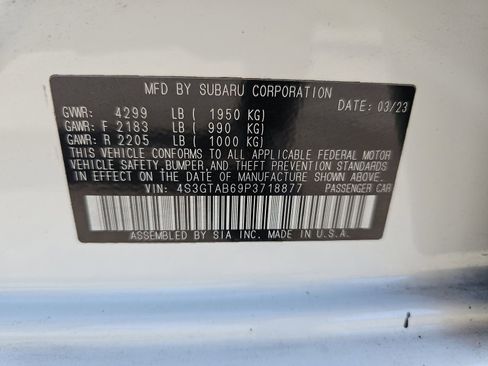 MFD BY SUBARU CORPORATION
DATE: 03/23
GVWR: 4299 LB ( 1950 KG)
GAWR: F 2183 LB ( 990 KG)
GAWR: R 2205 LB ( 1000 KG)
THIS VEHICLE CONFORMS TO ALL APPLICABLE FEDERAL MOTOR
VEHICLE SAFETY, BUMPER, AND THEFT PREVENTION STANDARDS
IN EFFECT ON THE DATE OF MANUFACTURE SHOWN ABOVE.
VIN: 4S3GTAB69P3718877 PASSENGER CAR
ASSEMBLED BY SIA INC. MADE IN U.S.A.